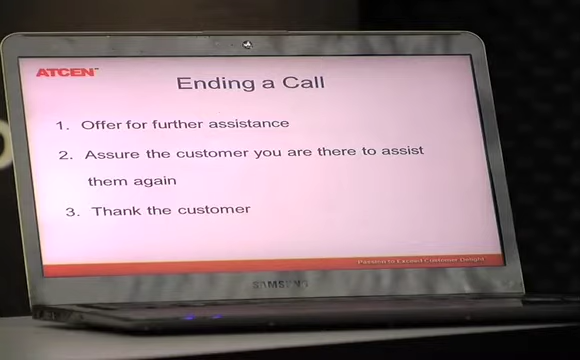 ATCEN
Ending a Call
1. Offer for further assistance
2. Assure the customer you are there to assist
them again
3. Thank the customer
Passion to Exceed Customer Delight
SAMSUNG